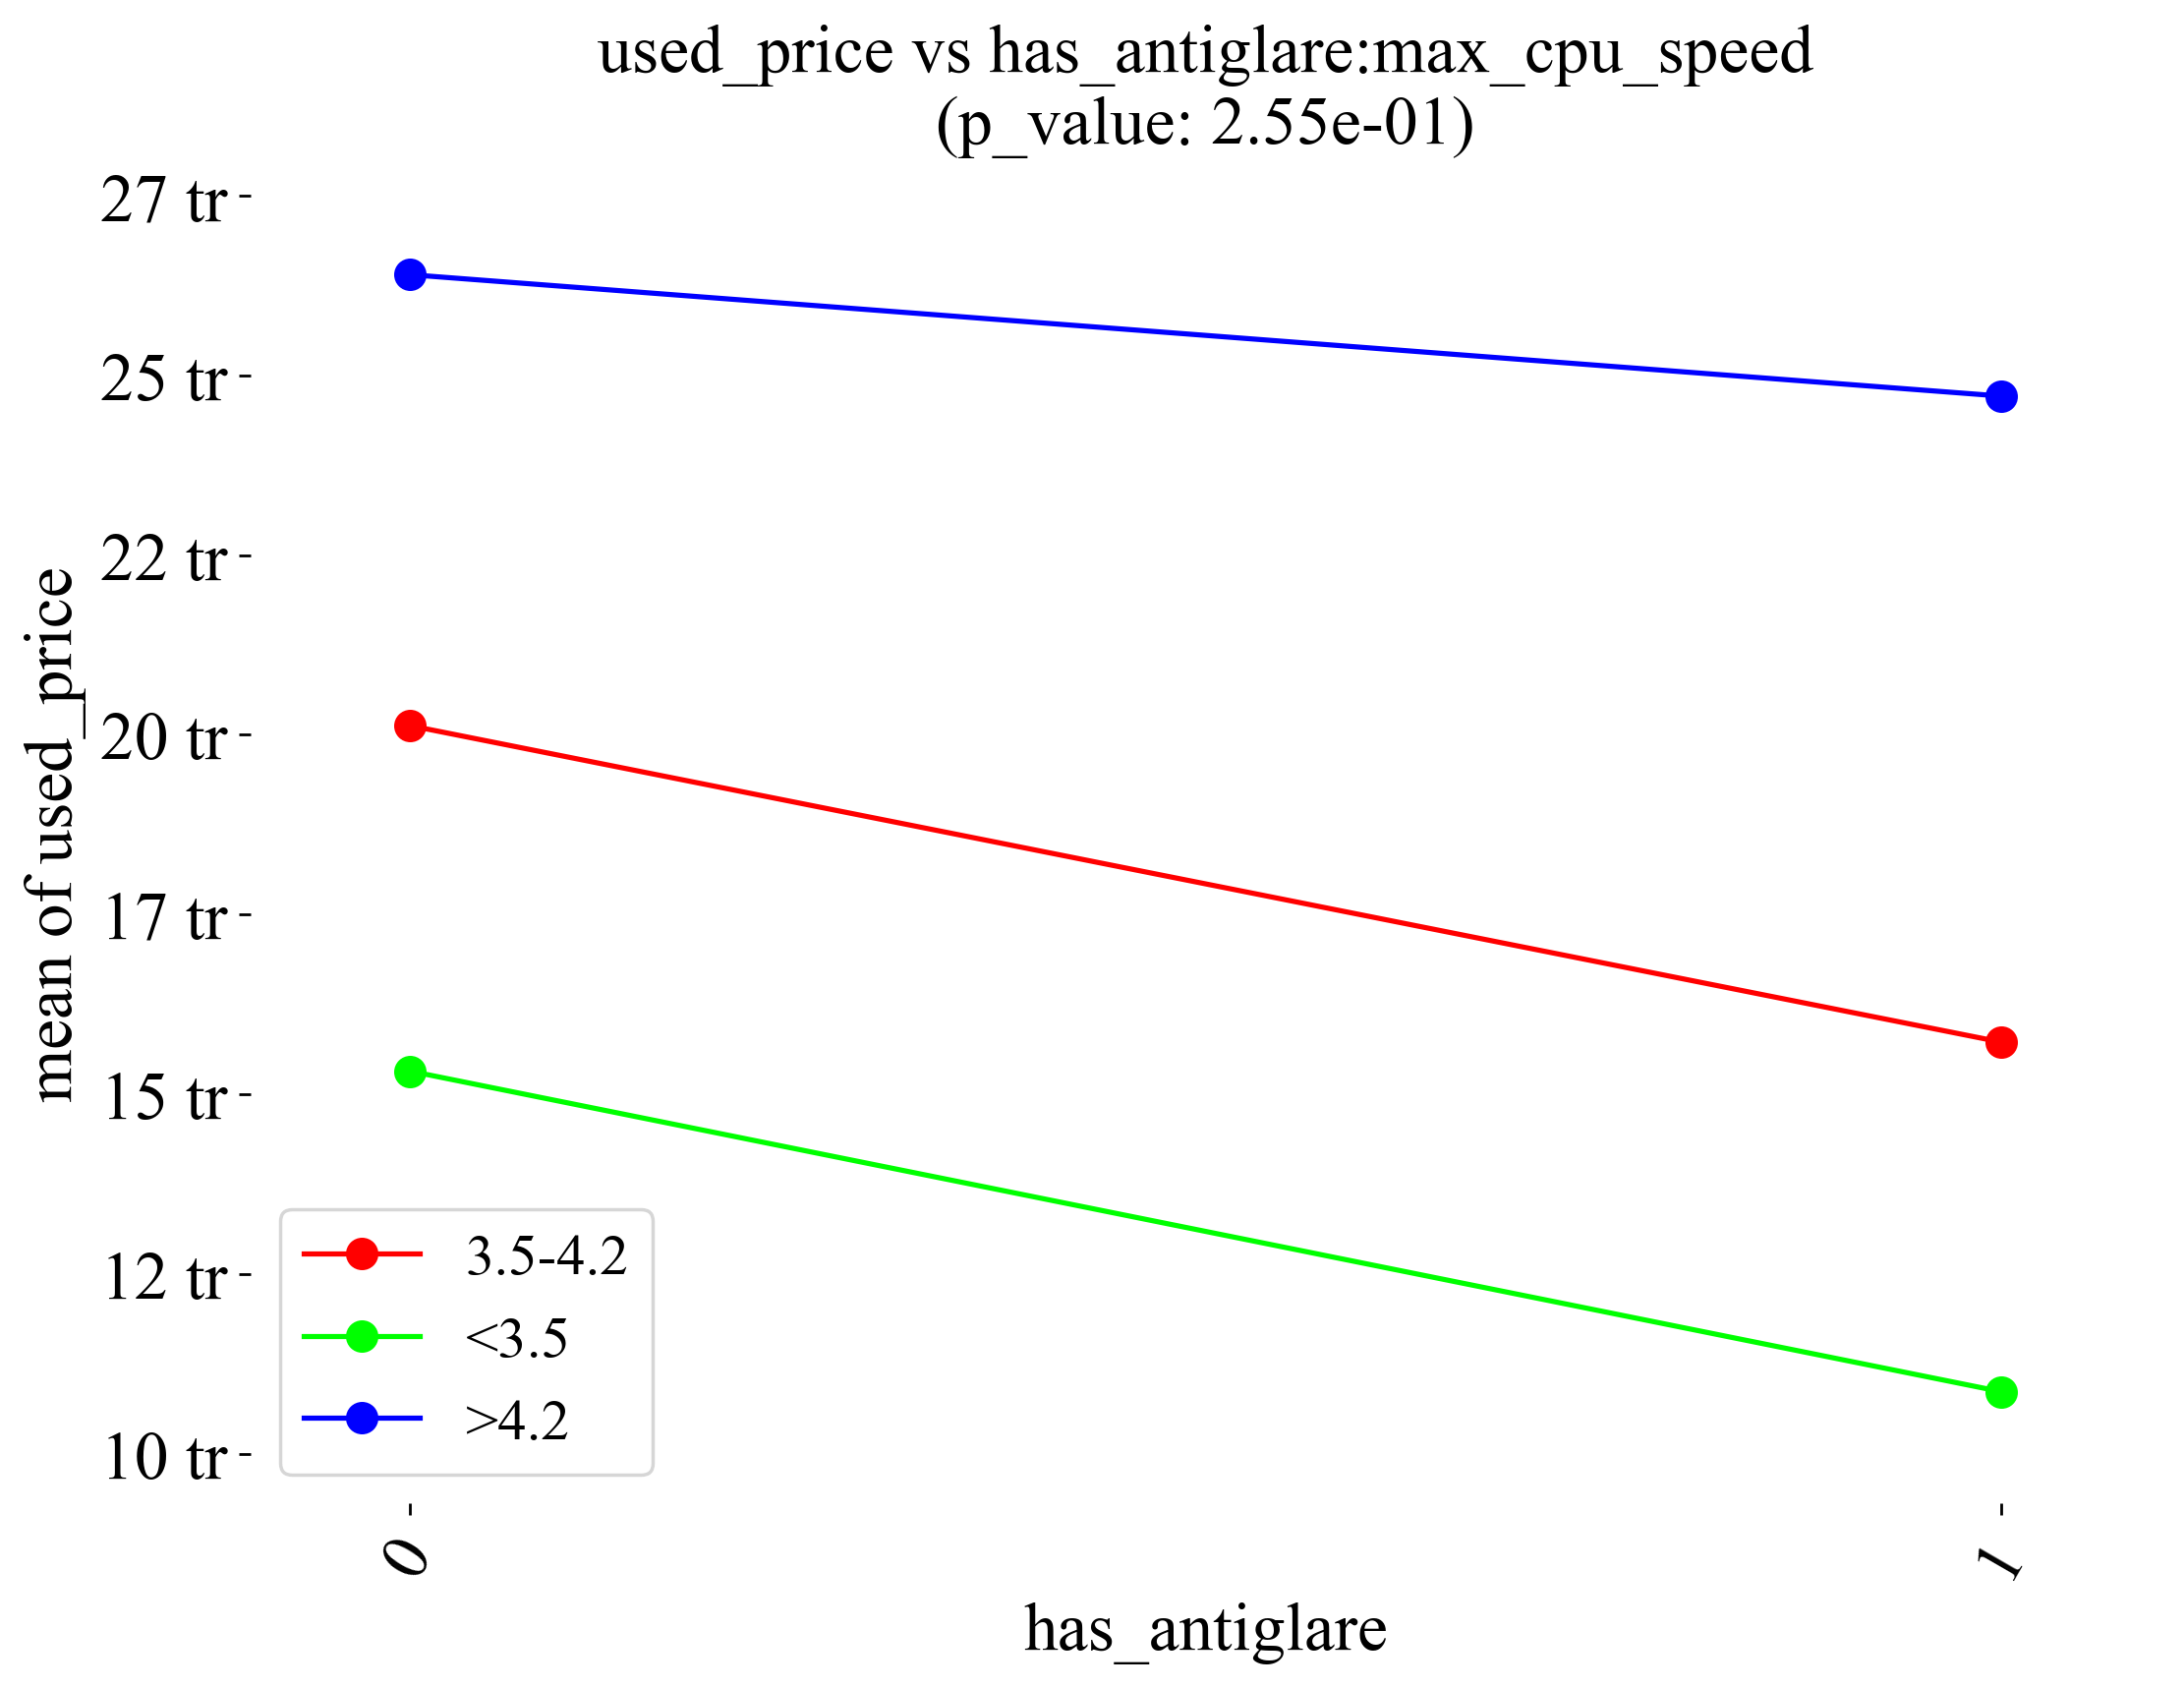 used_price vs has_antiglare:max_cpu_speed
(p_value: 2.55e-01)
27 tr
25 tr
22 tr
20 tr
17 tr
15 tr
12 tr
10 tr
mean of used_price
3.5-4.2
<3.5
>4.2
0
1
has_antiglare